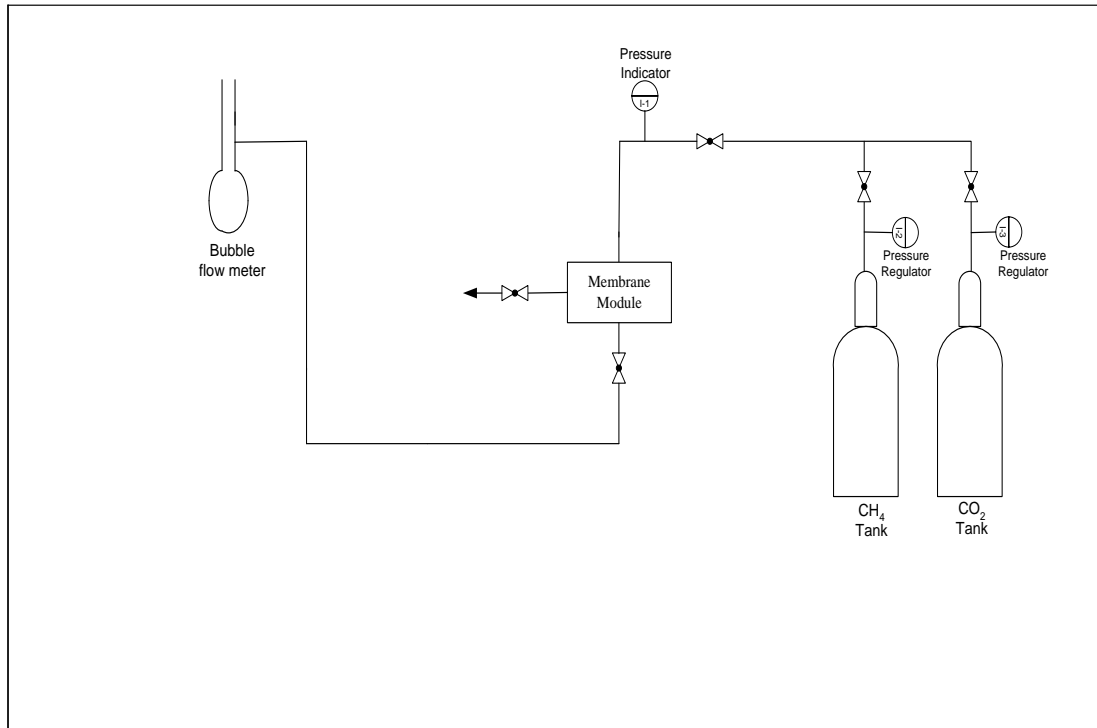 Pressure
Indicator
I-1
I-2
I-3
Pressure
Regulator
Pressure
Regulator
Bubble
flow meter
Membrane
Module
CH₄
Tank
CO₂
Tank